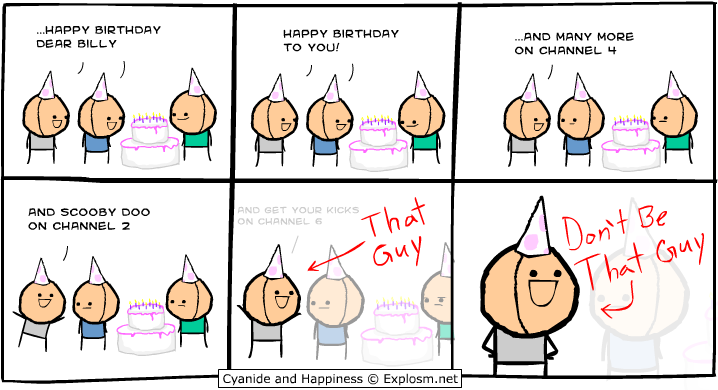 ...HAPPY BIRTHDAY
DEAR BILLY
HAPPY BIRTHDAY
TO YOU!
...AND MANY MORE
ON CHANNEL 4
AND SCOOBY DOO
ON CHANNEL 2
AND GET YOUR KICKS
ON CHANNEL 6
That
Guy
Don't Be
That Guy
Cyanide and Happiness © Explosm.net